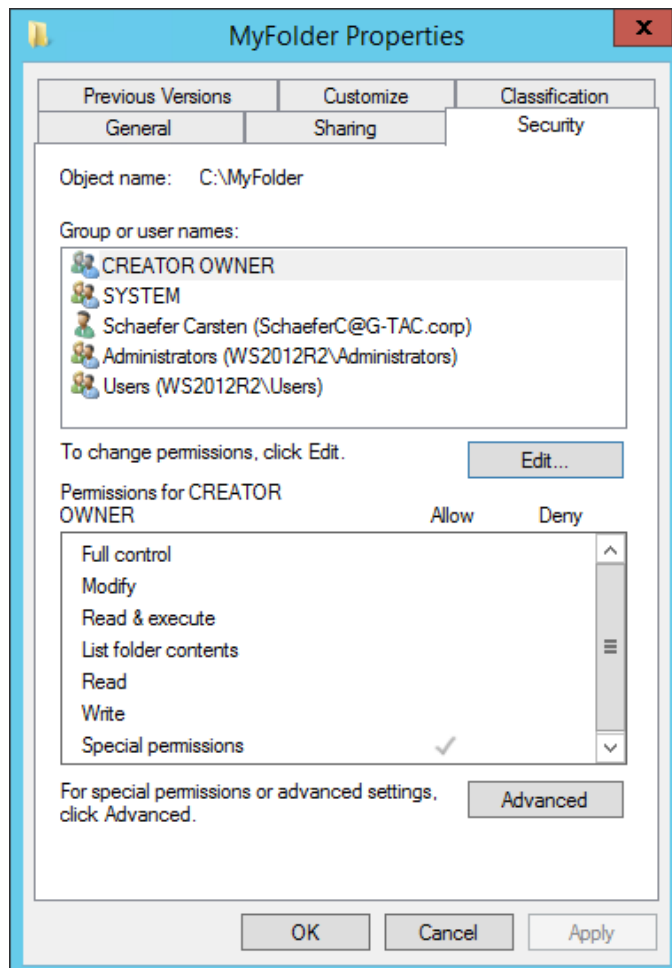 MyFolder Properties
x
Previous Versions
Customize
Classification
General
Sharing
Security
Object name: C:\MyFolder
Group or user names:
CREATOR OWNER
SYSTEM
Schaefer Carsten (SchaeferC@G-TAC.corp)
Administrators (WS2012R2\Administrators)
Users (WS2012R2\Users)
To change permissions, click Edit.
Edit...
Permissions for CREATOR
OWNER
Allow
Deny
Full control
Modify
Read & execute
List folder contents
Read
Write
Special permissions
For special permissions or advanced settings,
click Advanced.
Advanced
OK
Cancel
Apply